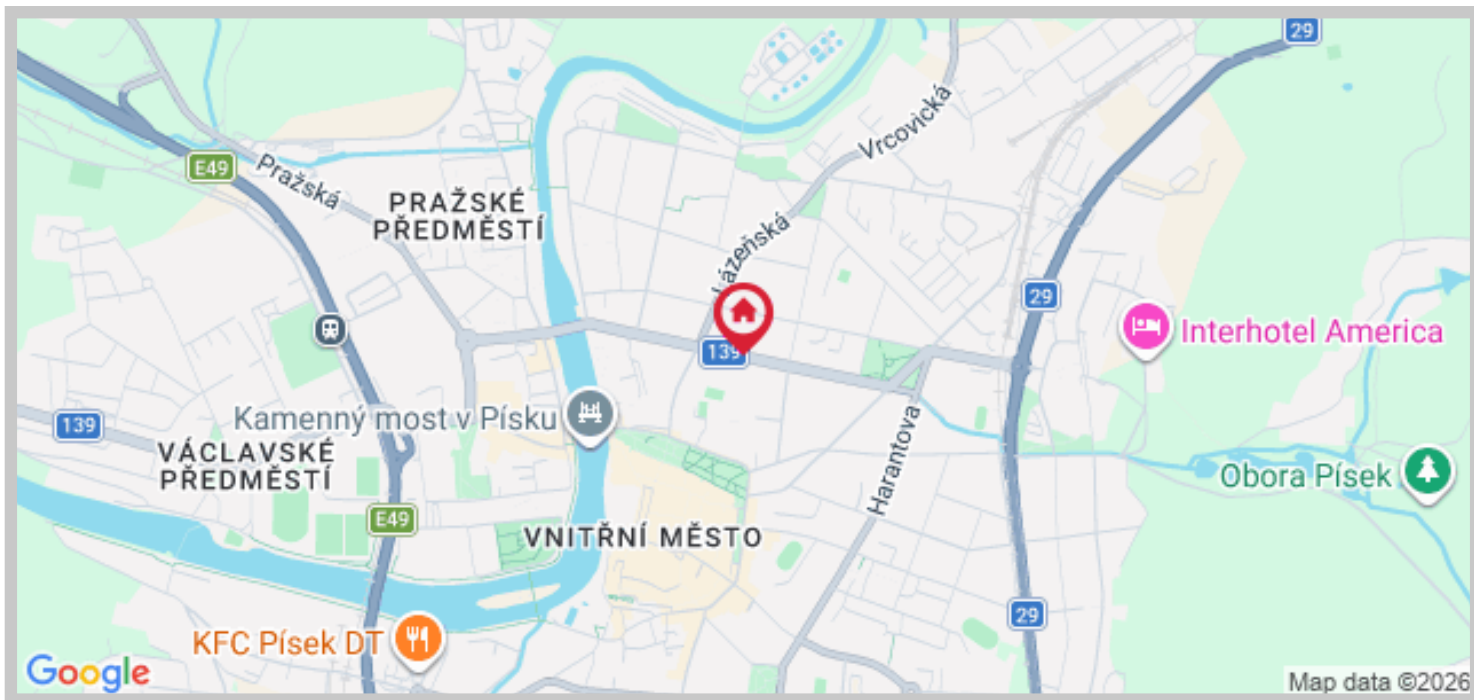 29
Vrcovická
E49
Pražská
PRAŽSKÉ
PŘEDMĚSTÍ
Lázeňská
29
Interhotel America
139
Kamenný most v Písku
139
VÁCLAVSKÉ
PŘEDMĚSTÍ
Harantova
Obora Písek
E49
VNITŘNÍ MĚSTO
29
KFC Písek DT
Google
Map data ©2026